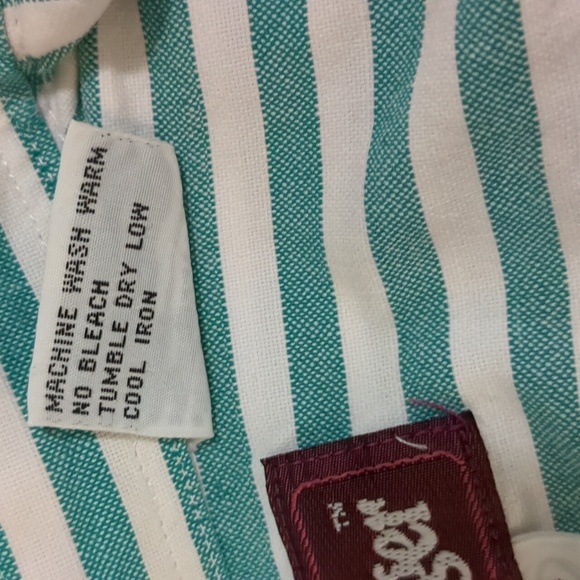 MACHINE WASH WARM
NO BLEACH
TUMBLE DRY LOW
COOL IRON